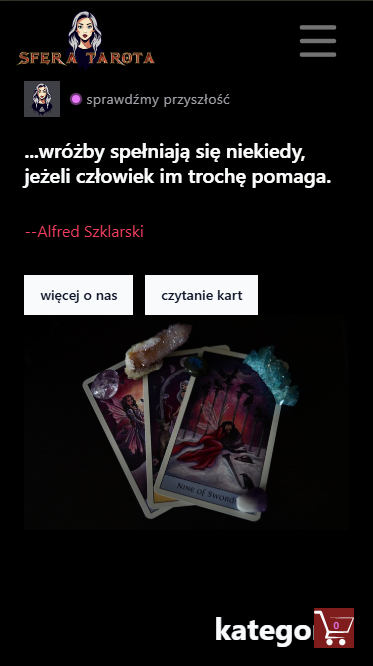 SFERA TAROTA
sprawdźmy przyszłość
...wróżby spełniają się niekiedy,
jeżeli człowiek im trochę pomaga.
--Alfred Szklarski
więcej o nas
czytanie kart
NINE OF SWORDS
kategor
0